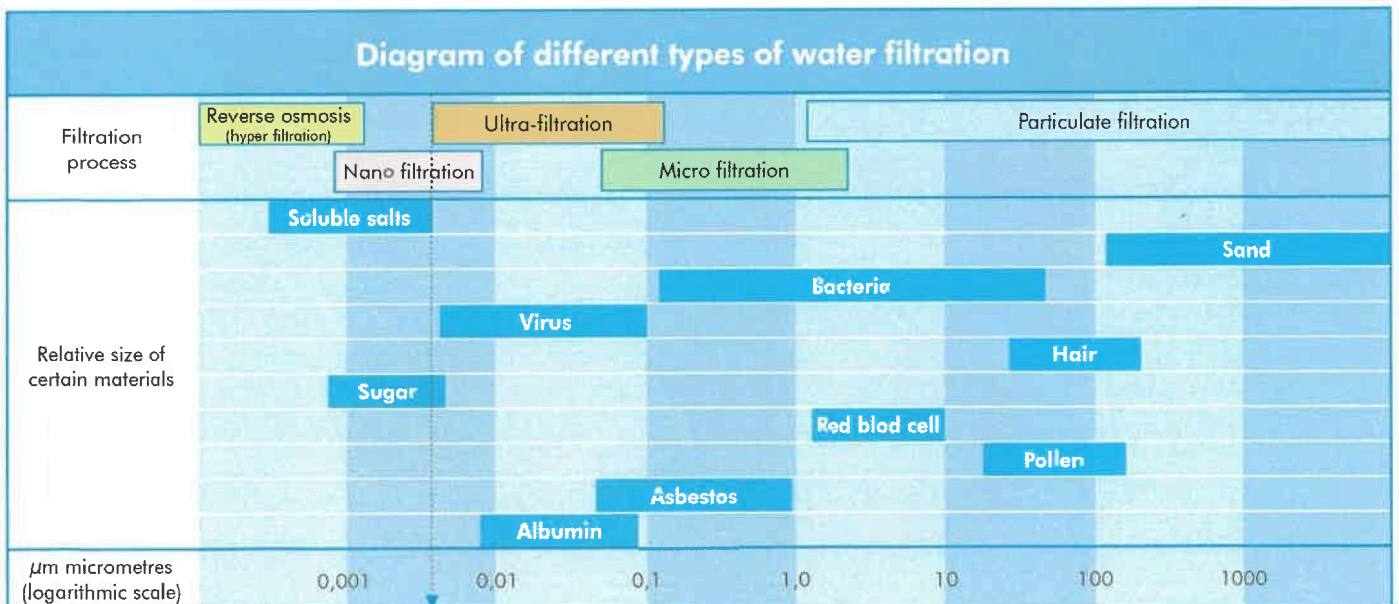 Diagram of different types of water filtration
Filtration
process
Reverse osmosis
(hyper filtration)
Ultra-filtration
Particulate filtration
Nano filtration
Micro filtration
Relative size of
certain materials
Soluble salts
Sand
Bacteria
Virus
Hair
Sugar
Red blod cell
Pollen
Asbestos
Albumin
µm micrometres
(logarithmic scale)
0,001
0,01
0,1
1,0
10
100
1000